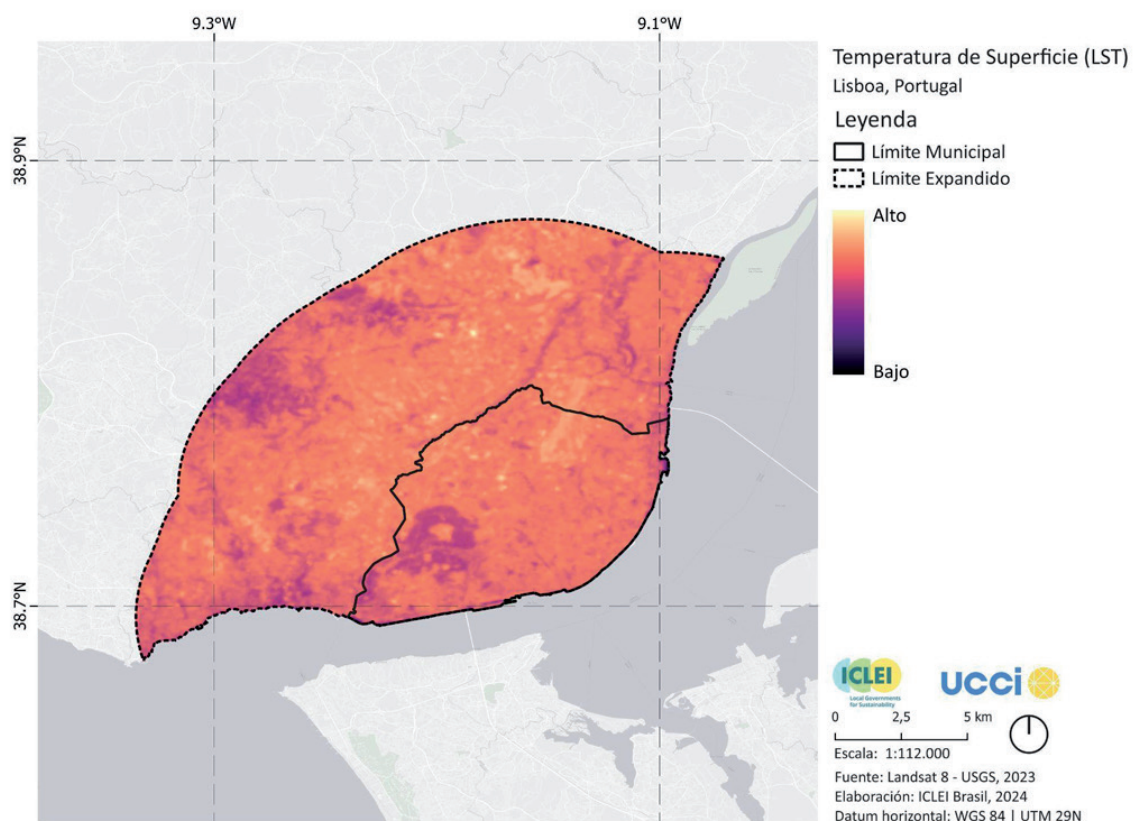 9.3°W
9.1°W
38.9°N
38.7°N
Temperatura de Superficie (LST)
Lisboa, Portugal
Leyenda
Límite Municipal
Límite Expandido
Alto
Bajo
ICLEI
Local Governments
for Sustainability
UCCi
0 2,5 5 km
Escala: 1:112.000
Fuente: Landsat 8 - USGS, 2023
Elaboración: ICLEI Brasil, 2024
Datum horizontal: WGS 84 | UTM 29N